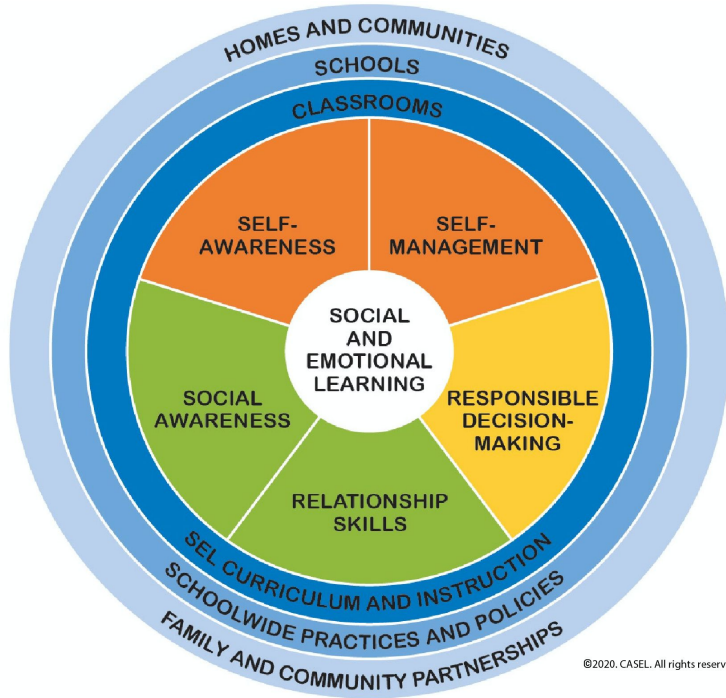 HOMES AND COMMUNITIES
SCHOOLS
CLASSROOMS
SELF-
AWARENESS
SELF-
MANAGEMENT
SOCIAL
AND
EMOTIONAL
LEARNING
SOCIAL
AWARENESS
RESPONSIBLE
DECISION-
MAKING
RELATIONSHIP
SKILLS
SEL CURRICULUM AND INSTRUCTION
SCHOOLWIDE PRACTICES AND POLICIES
FAMILY AND COMMUNITY PARTNERSHIPS
©2020. CASEL. All rights reserv